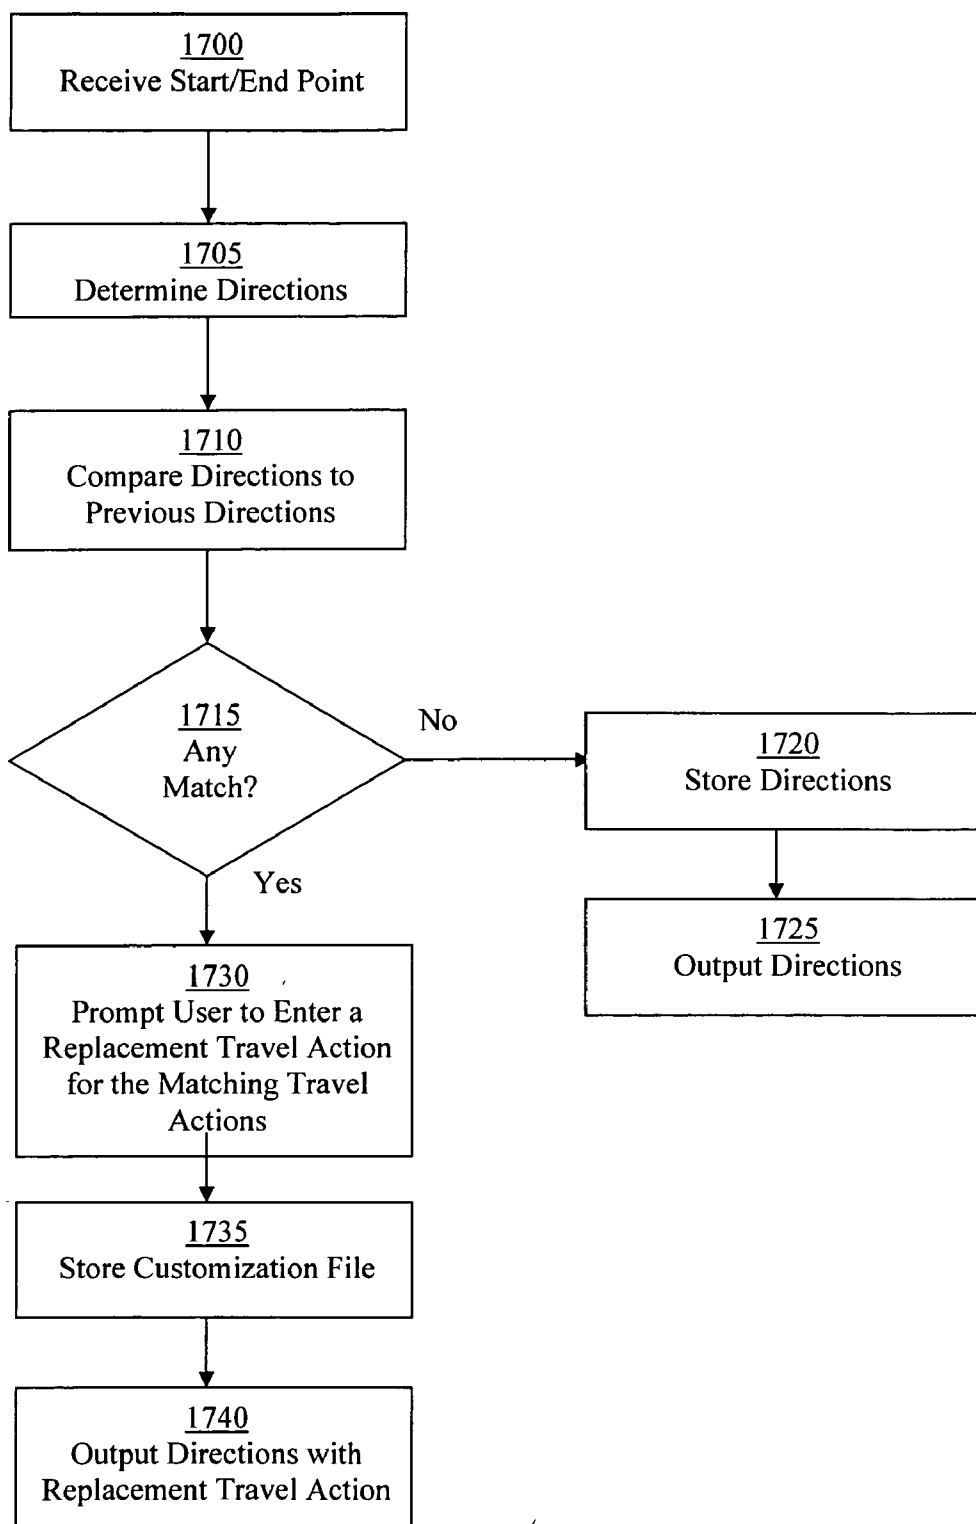 1700
Receive Start/End Point
1705
Determine Directions
1710
Compare Directions to
Previous Directions
1715
Any
Match?
No
1720
Store Directions
1725
Output Directions
Yes
1730
Prompt User to Enter a
Replacement Travel Action
for the Matching Travel
Actions
1735
Store Customization File
1740
Output Directions with
Replacement Travel Action